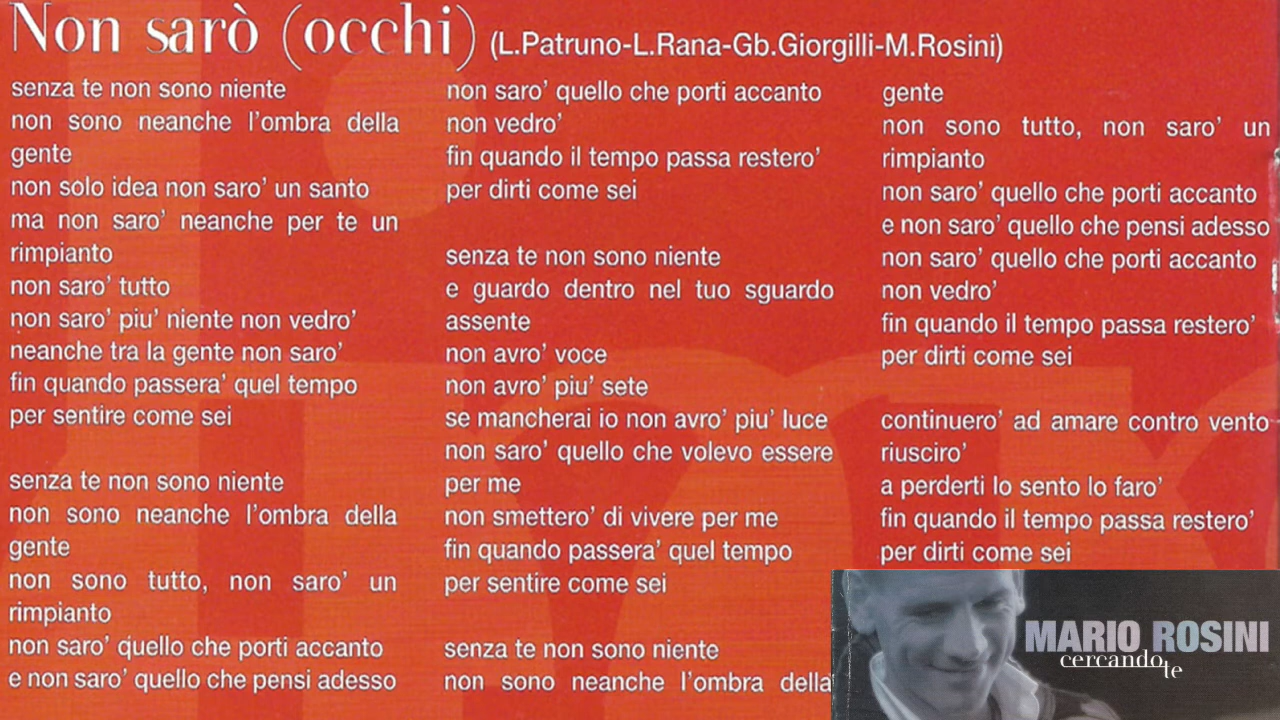 Non sarò (occhi) (L.Patruno-L.Rana-Gb.Giorgilli-M.Rosini)
senza te non sono niente
non sono neanche l'ombra della
gente
non solo idea non saro' un santo
ma non saro' neanche per te un
rimpianto
non saro' tutto
non saro' piu' niente non vedro'
neanche tra la gente non saro'
fin quando passera' quel tempo
per sentire come sei
senza te non sono niente
non sono neanche l'ombra della
gente
non sono tutto, non saro' un
rimpianto
non saro' quello che porti accanto
e non saro' quello che pensi adesso
non saro' quello che porti accanto
non vedro'
fin quando il tempo passa restero'
per dirti come sei
senza te non sono niente
e guardo dentro nel tuo sguardo
assente
non avro' voce
non avro' piu' sete
se mancherai io non avro' piu' luce
non saro' quello che volevo essere
per me
non smettero' di vivere per me
fin quando passera' quel tempo
per sentire come sei
senza te non sono niente
non sono neanche l'ombra della
gente
non sono tutto, non saro' un
rimpianto
non saro' quello che porti accanto
e non saro' quello che pensi adesso
non saro' quello che porti accanto
non vedro'
fin quando il tempo passa restero'
per dirti come sei
continuero' ad amare contro vento
riusciro'
a perderti lo sento lo faro'
fin quando il tempo passa restero'
per dirti come sei
MARIO ROSINI
cercando te